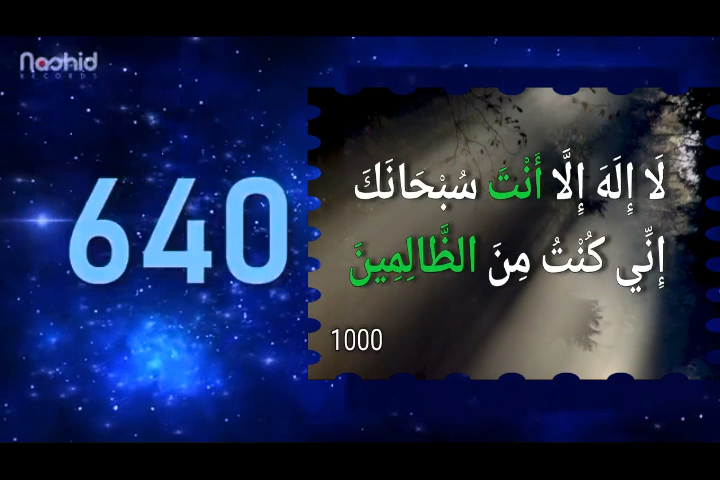 Nashid
RECORDS
640
لَا إِلَهَ إِلَّا أَنْتَ سُبْحَانَكَ
إِنِّي كُنْتُ مِنَ الظَّالِمِينَ
1000